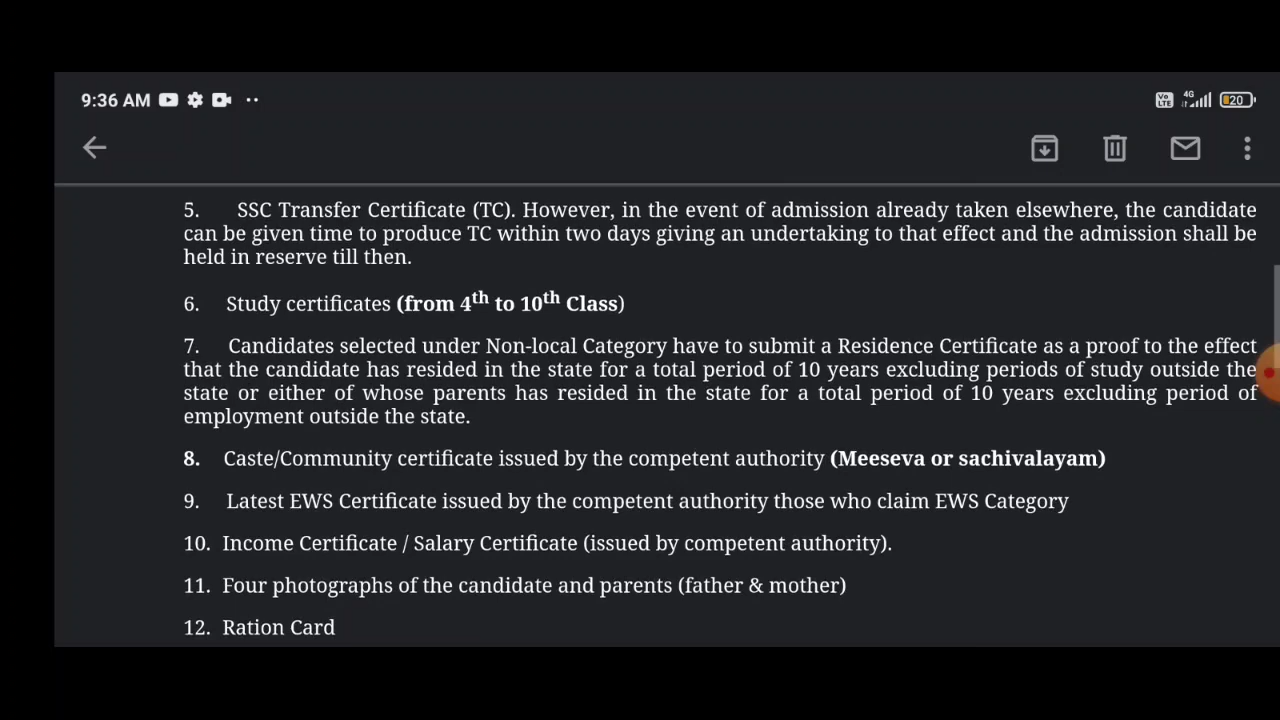 9:36 AM
Vo LTE 4G 20
5. SSC Transfer Certificate (TC). However, in the event of admission already taken elsewhere, the candidate
can be given time to produce TC within two days giving an undertaking to that effect and the admission shall be
held in reserve till then.
6. Study certificates (from 4th to 10th Class)
7. Candidates selected under Non-local Category have to submit a Residence Certificate as a proof to the effect
that the candidate has resided in the state for a total period of 10 years excluding periods of study outside the
state or either of whose parents has resided in the state for a total period of 10 years excluding period of
employment outside the state.
8. Caste/Community certificate issued by the competent authority (Meeseva or sachivalayam)
9. Latest EWS Certificate issued by the competent authority those who claim EWS Category
10. Income Certificate / Salary Certificate (issued by competent authority).
11. Four photographs of the candidate and parents (father & mother)
12. Ration Card